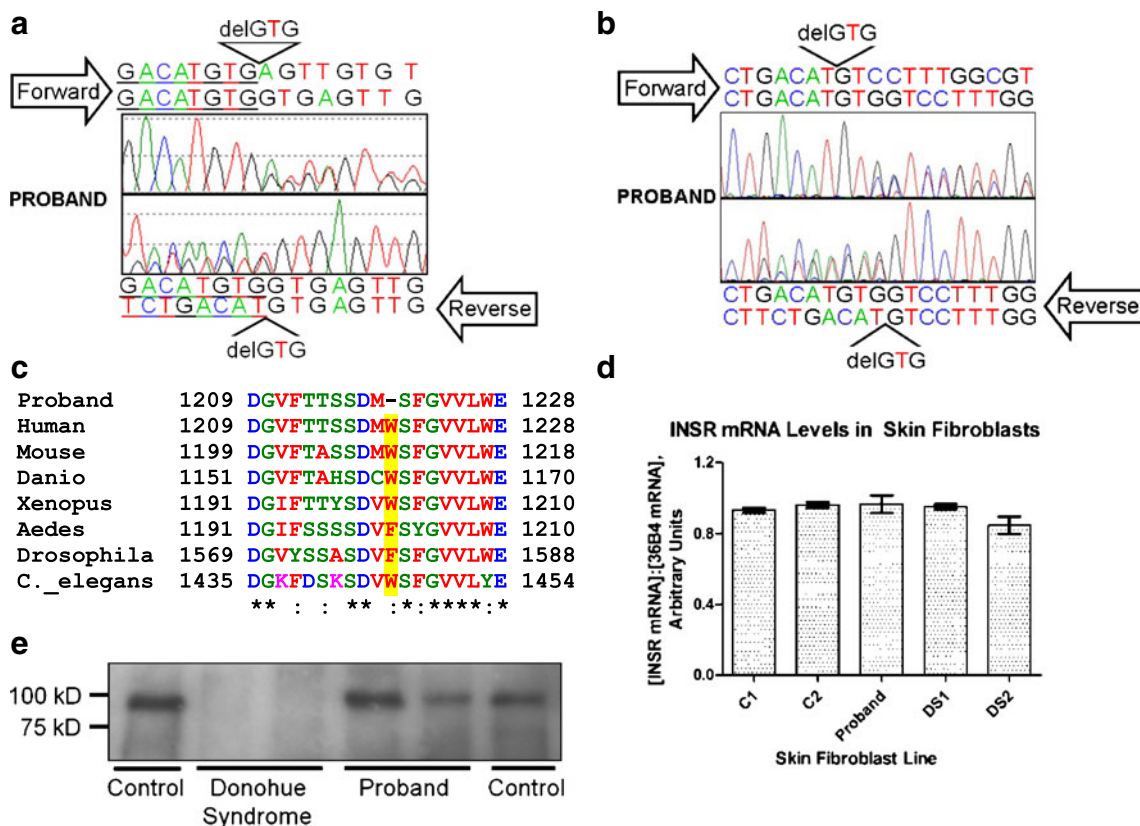 a
delGTG
Forward
GACATGTGAGTTGTGT
GACATGTGGTGAGTTG
PROBAND
GACATGTGGTGAGTTG
TCTGACATGTGAGTTG
Reverse
delGTG
b
delGTG
Forward
CTGACATGTCCTTTGGCGT
CTGACATGTGGTCCTTTGG
PROBAND
CTGACATGTGGTCCTTTGG
CTTCTGACATGTCCTTTGG
Reverse
delGTG
c
Proband 1209 DGVFTTSSDM-SFGVVLWE 1228
Human 1209 DGVFTTSSDMWSFGVVLWE 1228
Mouse 1199 DGVFTASSDMWSFGVVLWE 1218
Danio 1151 DGVFTAHSDCWSFGVVLWE 1170
Xenopus 1191 DGIFTTYSDVWSFGVVLWE 1210
Aedes 1191 DGIFSSSSDVFSYGVVLWE 1210
Drosophila 1569 DGVYSSASDVFSFGVVLWE 1588
C._elegans 1435 DGKFDSKSDVWSFGVVLYE 1454
** : : ** :*:****:*
d
INSR mRNA Levels in Skin Fibroblasts
[INSR mRNA]:[36B4 mRNA],
Arbitrary Units
1.2
0.8
0.4
0.0
C1
C2
Proband
DS1
DS2
Skin Fibroblast Line
e
100 kD
75 kD
Control
Donohue
Syndrome
Proband
Control